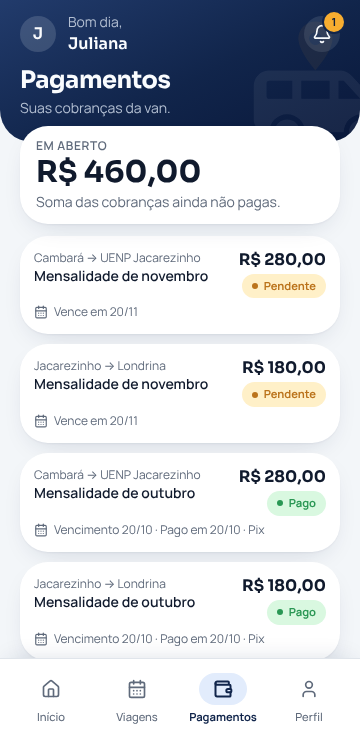 J
Bom dia,
Juliana
1
Pagamentos
Suas cobranças da van.
EM ABERTO
R$ 460,00
Soma das cobranças ainda não pagas.
Cambará → UENP Jacarezinho
R$ 280,00
Mensalidade de novembro
Pendente
Vence em 20/11
Jacarezinho → Londrina
R$ 180,00
Mensalidade de novembro
Pendente
Vence em 20/11
Cambará → UENP Jacarezinho
R$ 280,00
Mensalidade de outubro
Pago
Vencimento 20/10 · Pago em 20/10 · Pix
Jacarezinho → Londrina
R$ 180,00
Mensalidade de outubro
Pago
Vencimento 20/10 · Pago em 20/10 · Pix
Início
Viagens
Pagamentos
Perfil